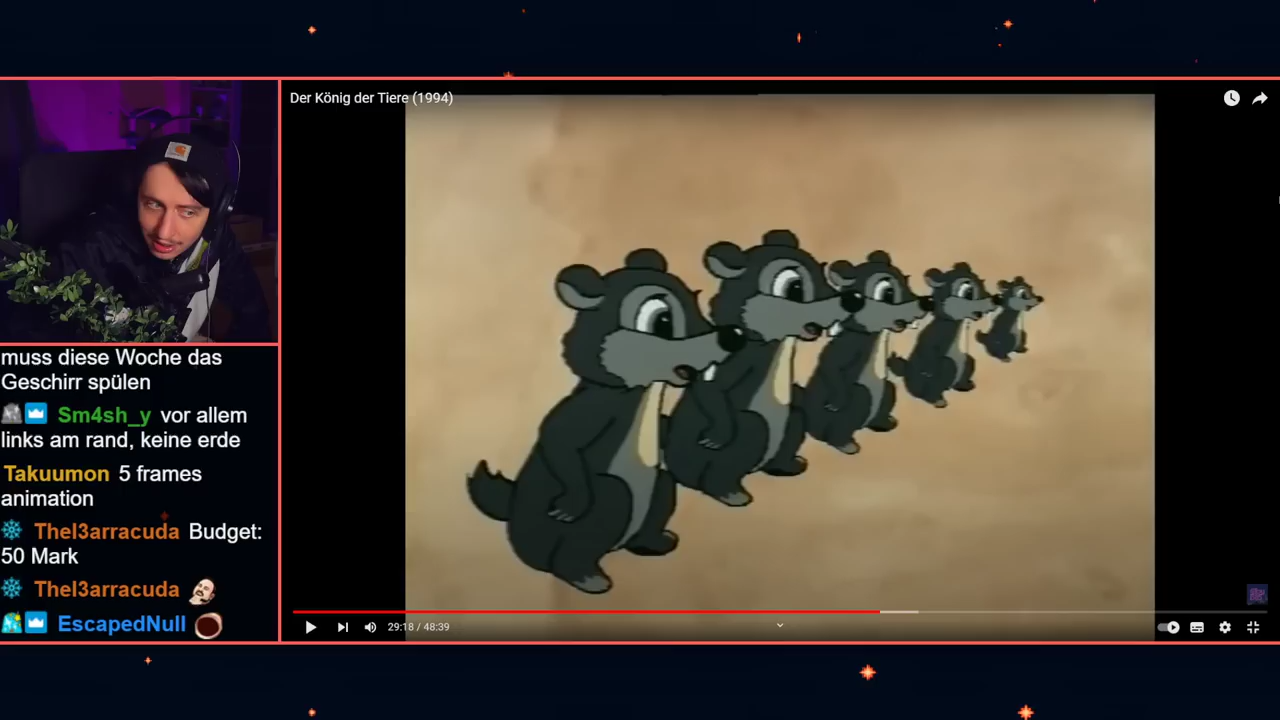 Der König der Tiere (1994)
muss diese Woche das
Geschirr spülen
Sm4sh_y vor allem
links am rand, keine erde
Takuumon 5 frames
animation
Thel3arracuda Budget:
50 Mark
Thel3arracuda
EscapedNull
29:18 / 48:39